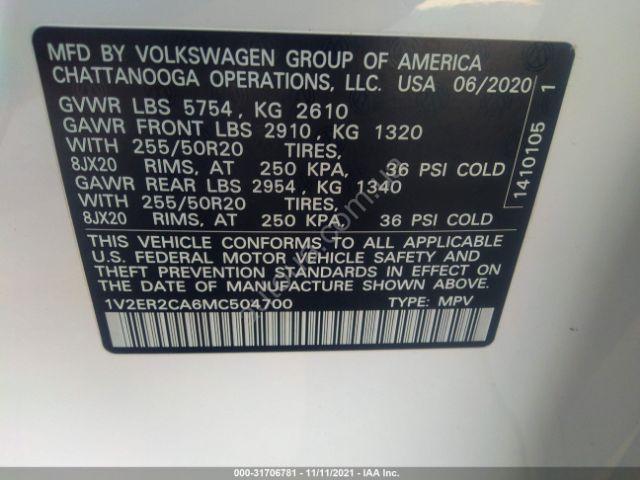 MFD BY VOLKSWAGEN GROUP OF AMERICA
CHATTANOOGA OPERATIONS, LLC. USA 06/2020
GVWR LBS 5754, KG 2610
GAWR FRONT LBS 2910, KG 1320
WITH 255/50R20 TIRES,
8JX20 RIMS, AT 250 KPA, 36 PSI COLD
GAWR REAR LBS 2954, KG 1340
WITH 255/50R20 TIRES,
8JX20 RIMS, AT 250 KPA, 36 PSI COLD
THIS VEHICLE CONFORMS TO ALL APPLICABLE
U.S. FEDERAL MOTOR VEHICLE SAFETY AND
THEFT PREVENTION STANDARDS IN EFFECT ON
THE DATE OF MANUFACTURE SHOWN ABOVE.
1V2ER2CA6MC504700 TYPE: MPV
1410105 1
000-31706781 - 11/11/2021 - IAA Inc.